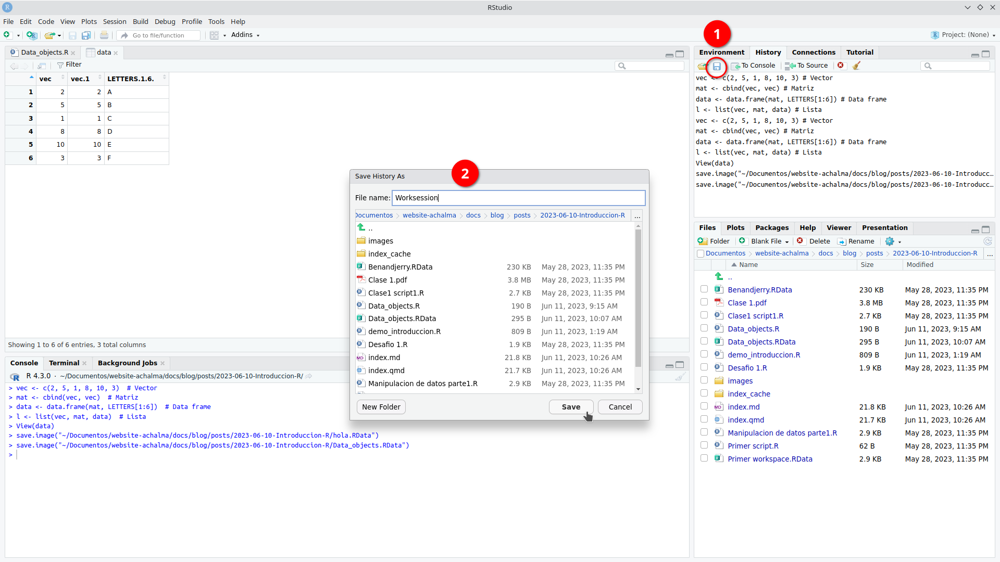 RStudio
File Edit Code View Plots Session Build Debug Profile Tools Help
Go to file/function Addins Project: (None)
1
Data_objects.R data
Filter
vec vec.1 LETTERS.1.6.
1 2 2 A
2 5 5 B
3 1 1 C
4 8 8 D
5 10 10 E
6 3 3 F
Showing 1 to 6 of 6 entries, 3 total columns
Console Terminal Background Jobs
R 4.3.0 · ~/Documentos/website-achalma/docs/blog/posts/2023-06-10-Introduccion-R/
> vec <- c(2, 5, 1, 8, 10, 3)  # Vector
> mat <- cbind(vec, vec)  # Matriz
> data <- data.frame(mat, LETTERS[1:6])  # Data frame
> l <- list(vec, mat, data)  # Lista
> View(data)
> save.image("~/Documentos/website-achalma/docs/blog/posts/2023-06-10-Introduccion-R/hola.RData")
> save.image("~/Documentos/website-achalma/docs/blog/posts/2023-06-10-Introduccion-R/Data_objects.RData")
>
2
Save History As
File name: Worksession
Documentos > website-achalma > docs > blog > posts > 2023-06-10-Introduccion-R ...
..
images
index_cache
Benandjerry.RData 230 KB May 28, 2023, 11:35 PM
Clase 1.pdf 3.8 MB May 28, 2023, 11:35 PM
Clase1 script1.R 2.7 KB May 28, 2023, 11:35 PM
Data_objects.R 190 B Jun 11, 2023, 9:15 AM
Data_objects.RData 295 B Jun 11, 2023, 10:07 AM
demo_introduccion.R 809 B Jun 11, 2023, 1:19 AM
Desafio 1.R 1.9 KB May 28, 2023, 11:35 PM
index.md 21.8 KB Jun 11, 2023, 10:26 AM
index.qmd 21.7 KB Jun 11, 2023, 10:26 AM
Manipulacion de datos parte1.R 2.9 KB May 28, 2023, 11:35 PM
New Folder Save Cancel
Environment History Connections Tutorial
To Console To Source
vec <- c(2, 5, 1, 8, 10, 3) # Vector
mat <- cbind(vec, vec) # Matriz
data <- data.frame(mat, LETTERS[1:6]) # Data frame
l <- list(vec, mat, data) # Lista
vec <- c(2, 5, 1, 8, 10, 3) # Vector
mat <- cbind(vec, vec) # Matriz
data <- data.frame(mat, LETTERS[1:6]) # Data frame
l <- list(vec, mat, data) # Lista
View(data)
save.image("~/Documentos/website-achalma/docs/blog/posts/2023-06-10-Introducc…
save.image("~/Documentos/website-achalma/docs/blog/posts/2023-06-10-Introducc…
Files Plots Packages Help Viewer Presentation
Folder Blank File Delete Rename
Documentos > website-achalma > docs > blog > posts > 2023-06-10-Introduccion-R ...
Name Size Modified
..
Benandjerry.RData 230 KB May 28, 2023, 11:35 PM
Clase 1.pdf 3.8 MB May 28, 2023, 11:35 PM
Clase1 script1.R 2.7 KB May 28, 2023, 11:35 PM
Data_objects.R 190 B Jun 11, 2023, 9:15 AM
Data_objects.RData 295 B Jun 11, 2023, 10:07 AM
demo_introduccion.R 809 B Jun 11, 2023, 1:19 AM
Desafio 1.R 1.9 KB May 28, 2023, 11:35 PM
images
index_cache
index.md 21.8 KB Jun 11, 2023, 10:26 AM
index.qmd 21.7 KB Jun 11, 2023, 10:26 AM
Manipulacion de datos parte1.R 2.9 KB May 28, 2023, 11:35 PM
Primer script.R 62 B May 28, 2023, 11:35 PM
Primer workspace.RData 2.9 KB May 28, 2023, 11:35 PM